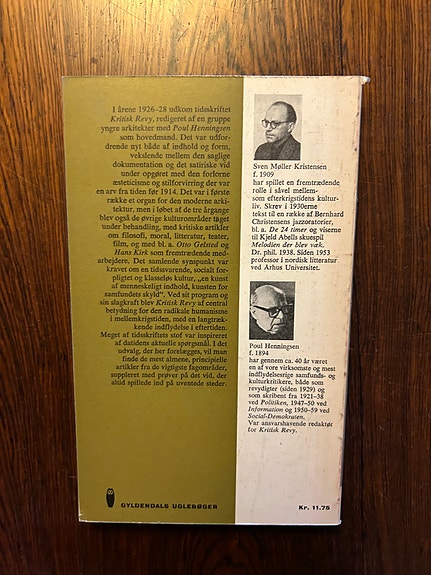 I årene 1926-28 udkom tidsskriftet
Kritisk Revy, redigeret af en gruppe
yngre arkitekter med Poul Henningsen
som hovedmand. Det var udfor-
drende nyt både af indhold og form,
vekslende mellem den saglige
dokumentation og det satiriske vid
under opgøret med den forlorne
æsteticisme og stilforvirring der var
en arv fra tiden før 1914. Det var i første
række et organ for den moderne arki-
tektur, men i løbet af de tre årgange
blev også de øvrige kulturområder taget
under behandling, med kritiske artikler
om filosofi, moral, litteratur, teater,
film, og med bl. a. Otto Gelsted og
Hans Kirk som fremtrædende med-
arbejdere. Det samlende synspunkt var
kravet om en tidssvarende, socialt for-
pligtet og klasseløs kultur, „en kunst
af menneskeligt indhold, kunsten for
samfundets skyld". Ved sit program og
sin slagkraft blev Kritisk Revy af central
betydning for den radikale humanisme
i mellemkrigstiden, med en langtræk-
kende indflydelse i eftertiden.
Meget af tidsskriftets stof var inspireret
af datidens aktuelle spørgsmål. I det
udvalg, der her forelægges, vil man
finde de mest almene, principielle
artikler fra de vigtigste fagområder,
suppleret med prøver på det vid, der
altid spillede ind på uventede steder.
GYLDENDALS UGLEBØGER
Sven Møller Kristensen
f. 1909
har spillet en fremtrædende
rolle i såvel mellem-
som efterkrigstidens kultur-
liv. Skrev i 1930erne
tekst til en række af Bernhard
Christensens jazzoratorier,
bl. a. De 24 timer og viserne
til Kjeld Abells skuespil
Melodien der blev væk.
Dr. phil. 1938. Siden 1953
professor i nordisk litteratur
ved Århus Universitet.
Poul Henningsen
f. 1894
har gennem ca. 40 år været
en af vore virksomste og mest
indflydelsesrige samfunds- og
kulturkritikere, både som
revydigter (siden 1929) og
som skribent fra 1921-38
ved Politiken, 1947-50 ved
Information og 1950-59 ved
Social-Demokraten.
Var ansvarshavende redaktør
for Kritisk Revy.
Kr. 11.75